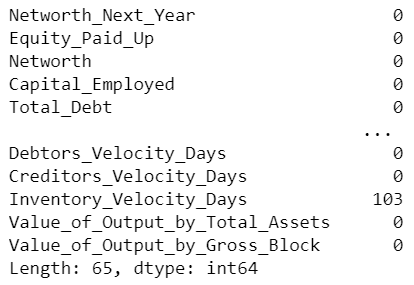 Networth_Next_Year 0
Equity_Paid_Up 0
Networth 0
Capital_Employed 0
Total_Debt 0
...
Debtors_Velocity_Days 0
Creditors_Velocity_Days 0
Inventory_Velocity_Days 103
Value_of_Output_by_Total_Assets 0
Value_of_Output_by_Gross_Block 0
Length: 65, dtype: int64